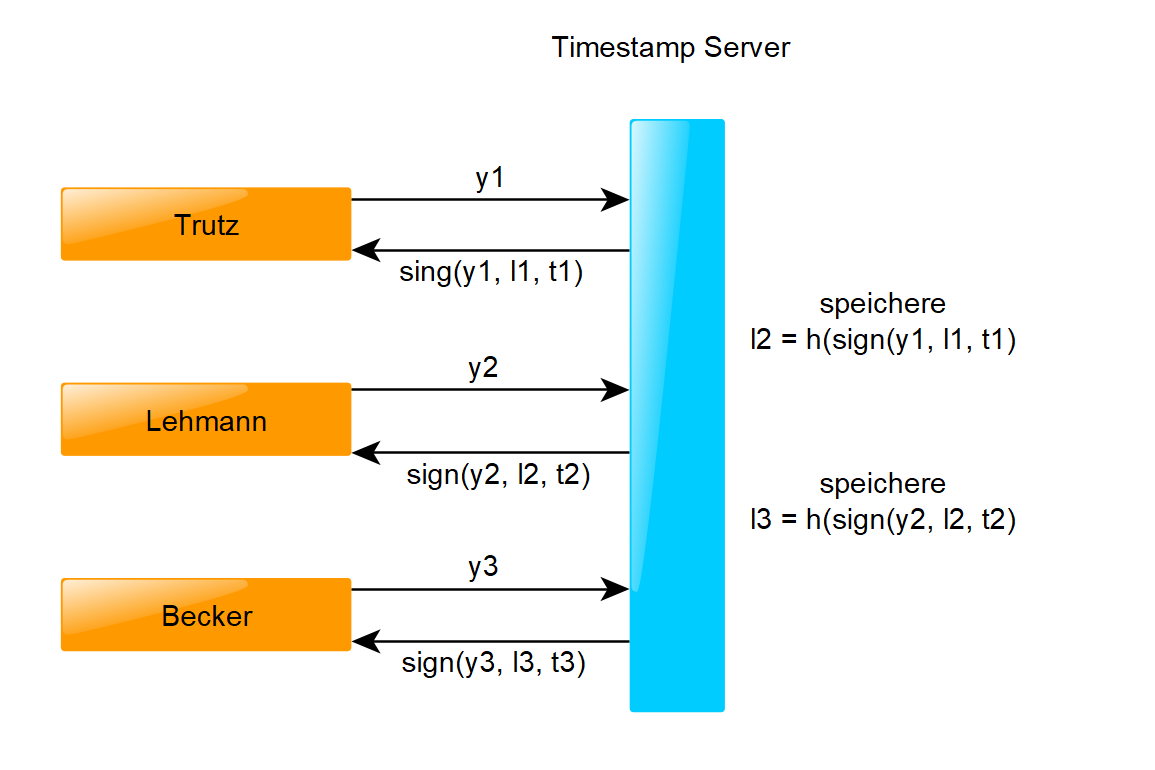 Timestamp Server
y1
Trutz
sing(y1, l1, t1)
speichere
l2 = h(sign(y1, l1, t1)
y2
Lehmann
sign(y2, l2, t2)
speichere
l3 = h(sign(y2, l2, t2)
y3
Becker
sign(y3, l3, t3)